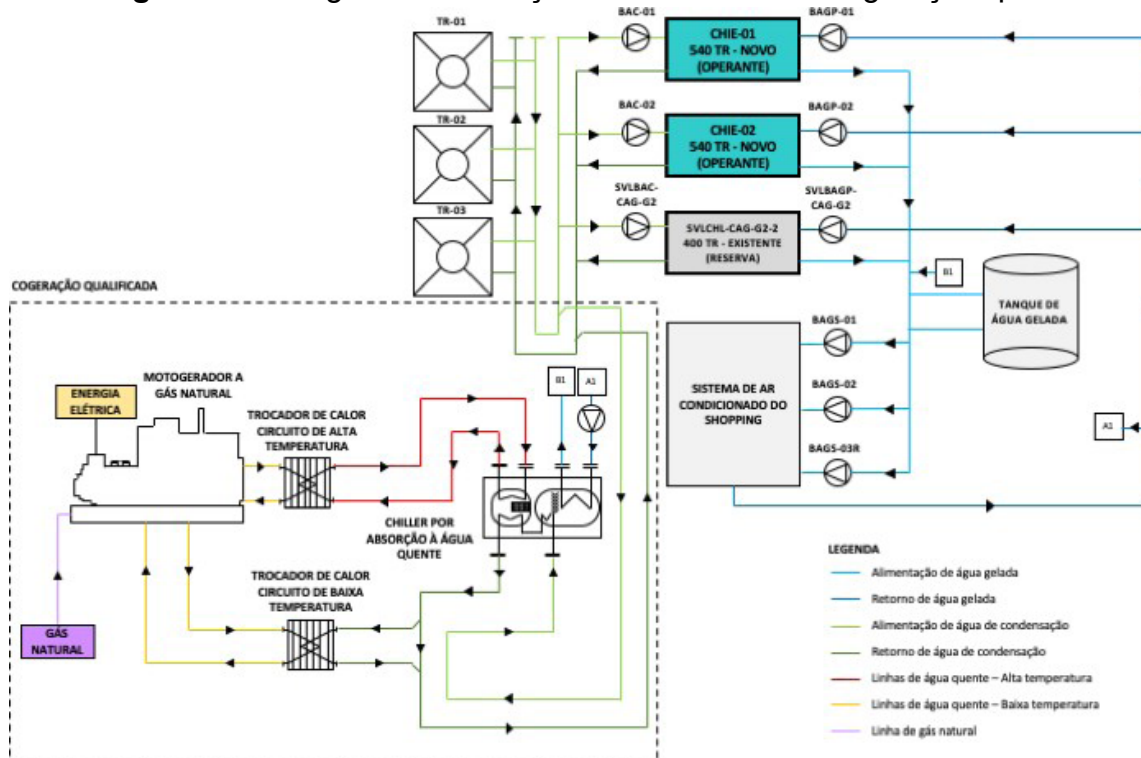 TR-01
TR-02
TR-03
BAC-01
CHIE-01
540 TR - NOVO
(OPERANTE)
BAGP-01
BAC-02
CHIE-02
540 TR - NOVO
(OPERANTE)
BAGP-02
SVLBAC-
CAG-G2
SVLCHL-CAG-G2-2
400 TR - EXISTENTE
(RESERVA)
SVLBAGP-
CAG-G2
B1
TANQUE DE
ÁGUA GELADA
BAGS-01
BAGS-02
BAGS-03R
SISTEMA DE AR
CONDICIONADO DO
SHOPPING
A1
COGERAÇÃO QUALIFICADA
ENERGIA
ELÉTRICA
MOTOGERADOR A
GÁS NATURAL
TROCADOR DE CALOR
CIRCUITO DE ALTA
TEMPERATURA
B1
A1
CHILLER POR
ABSORÇÃO À ÁGUA
QUENTE
TROCADOR DE CALOR
CIRCUITO DE BAIXA
TEMPERATURA
GÁS
NATURAL
LEGENDA
Alimentação de água gelada
Retorno de água gelada
Alimentação de água de condensação
Retorno de água de condensação
Linhas de água quente – Alta temperatura
Linhas de água quente – Baixa temperatura
Linha de gás natural